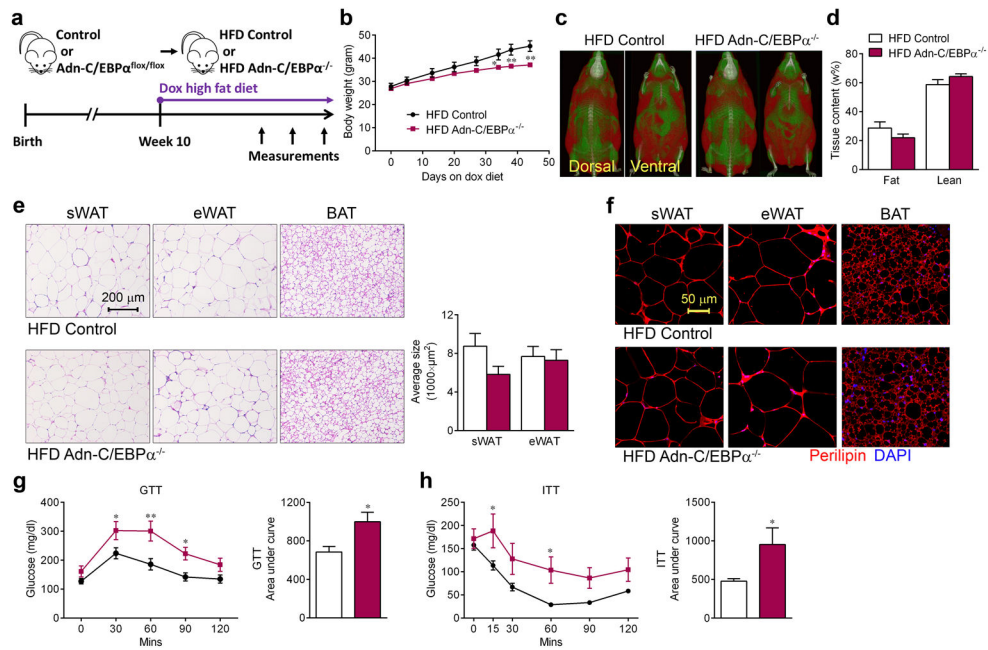 a
Control
or
Adn-C/EBPα^flox/flox
HFD Control
or
HFD Adn-C/EBPα^-/-
Dox high fat diet
Birth
Week 10
Measurements
b
Body weight (gram)
60
50
40
30
20
10
0
* ** **
HFD Control
HFD Adn-C/EBPα^-/-
0 10 20 30 40 50
Days on dox diet
c
HFD Control HFD Adn-C/EBPα^-/-
Dorsal Ventral
d
HFD Control
HFD Adn-C/EBPα^-/-
Tissue content (w%)
80
60
40
20
0
Fat Lean
e
sWAT eWAT BAT
200 μm
HFD Control
HFD Adn-C/EBPα^-/-
Average size
(1000×μm²)
12
9
6
3
0
sWAT eWAT
f
sWAT eWAT BAT
50 μm
HFD Control
HFD Adn-C/EBPα^-/-
Perilipin DAPI
g
GTT
Glucose (mg/dl)
400
300
200
100
0
* ** *
0 30 60 90 120
Mins
GTT
Area under curve
1200
800
400
0
*
h
ITT
Glucose (mg/dl)
250
200
150
100
50
0
* *
0 15 30 60 90 120
Mins
ITT
Area under curve
1500
1000
500
0
*